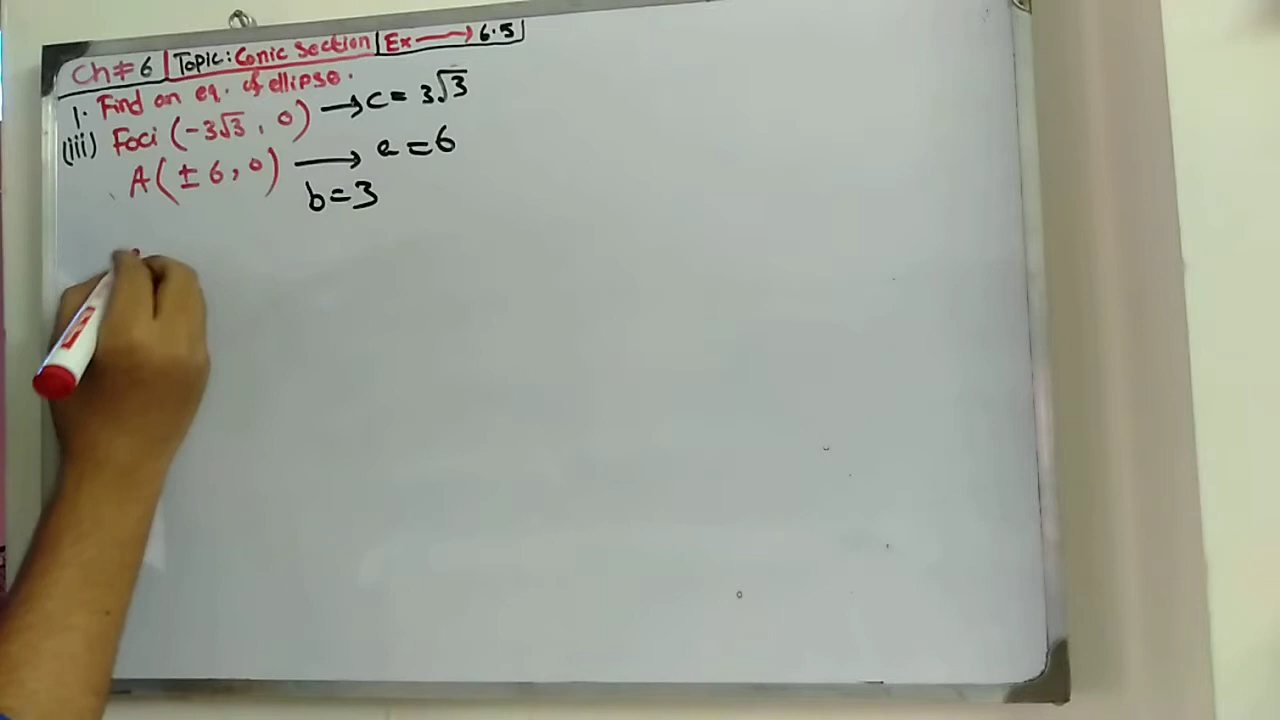 Ch # 6 | Topic: Conic Section | Ex → 6.5
1. Find an eq. of ellipse.
(iii) Foci (-3√3, 0) → c = 3√3
A(±6, 0) → a = 6
b = 3